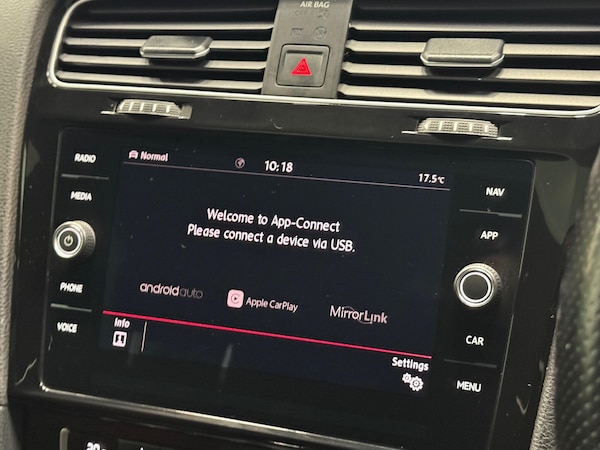 AIR BAG
RADIO
MEDIA
PHONE
VOICE
Normal
10:18
17.5°C
Welcome to App-Connect
Please connect a device via USB.
androidauto
Apple CarPlay
MirrorLink
Info
Settings
NAV
APP
CAR
MENU